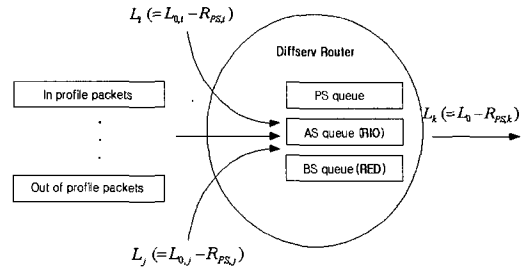 L_i (=L_{0,i} − R_{PS,i})
Diffserv Router
In profile packets
PS queue
L_k (=L_0 − R_{PS,k})
AS queue (RIO)
Out of profile packets
BS queue (RED)
L_j (=L_{0,j} − R_{PS,j})